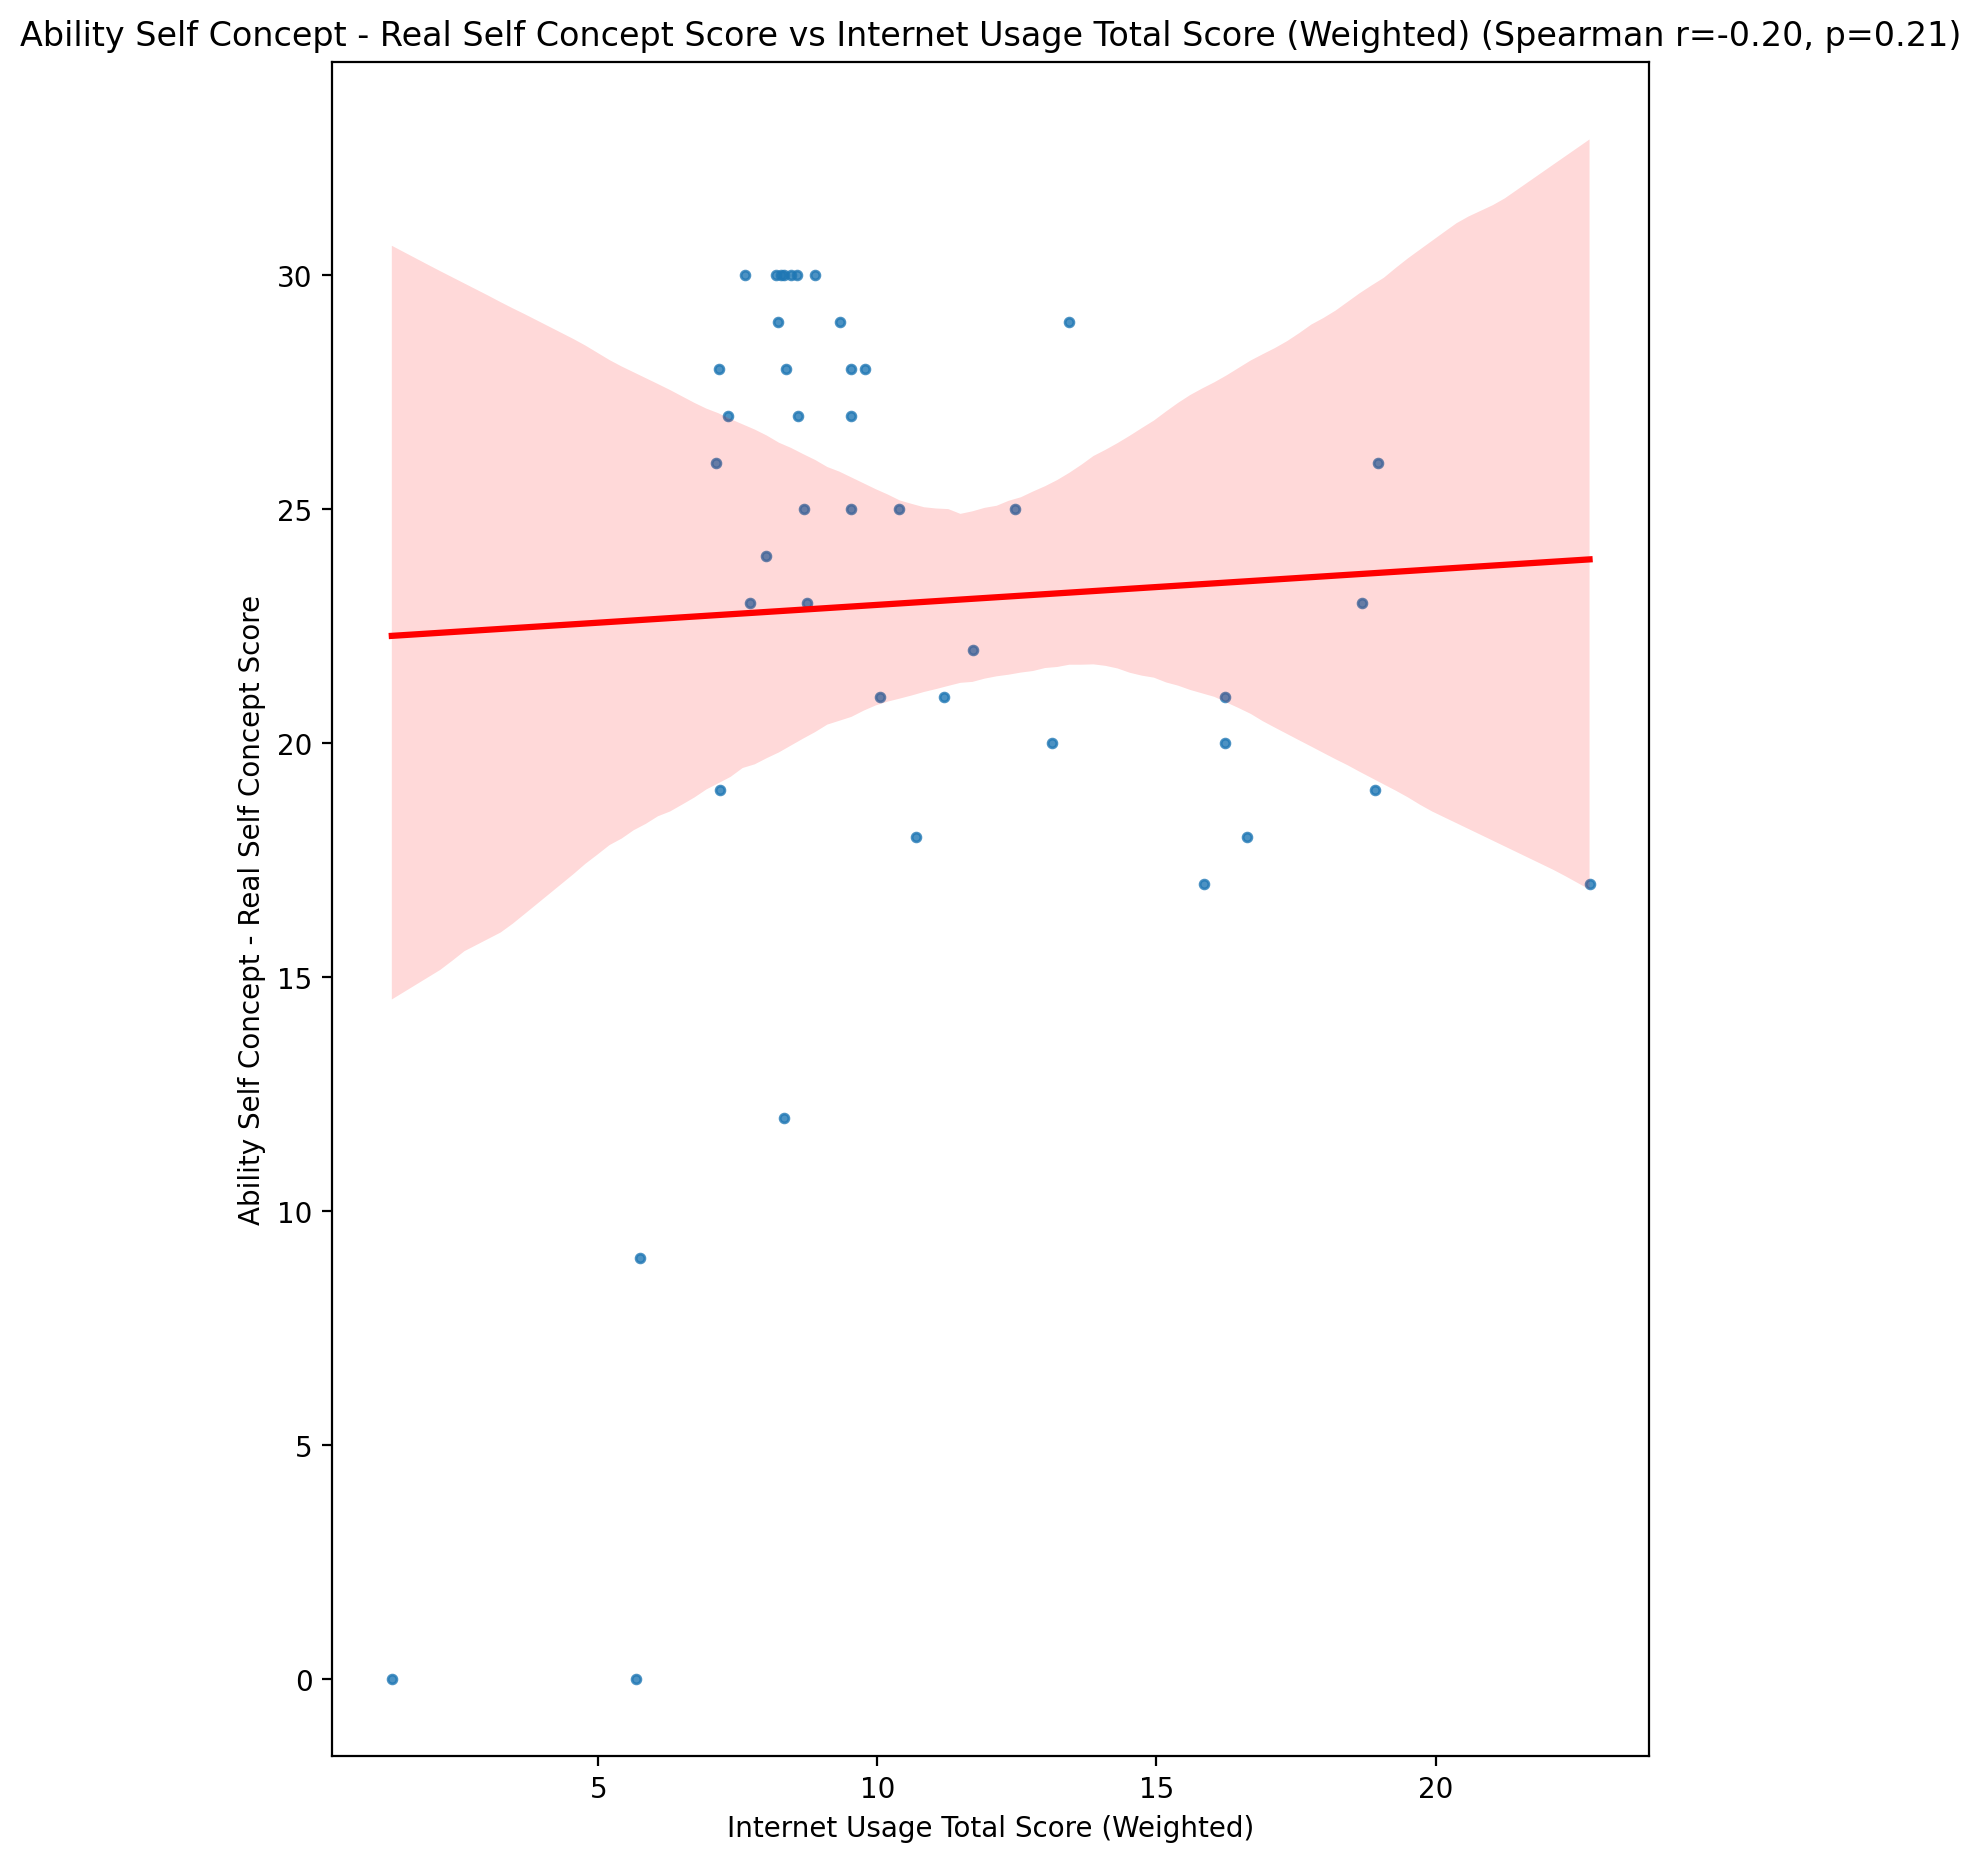 Ability Self Concept - Real Self Concept Score vs Internet Usage Total Score (Weighted) (Spearman r=-0.20, p=0.21)
Ability Self Concept - Real Self Concept Score
30
25
20
15
10
5
0
5 10 15 20
Internet Usage Total Score (Weighted)